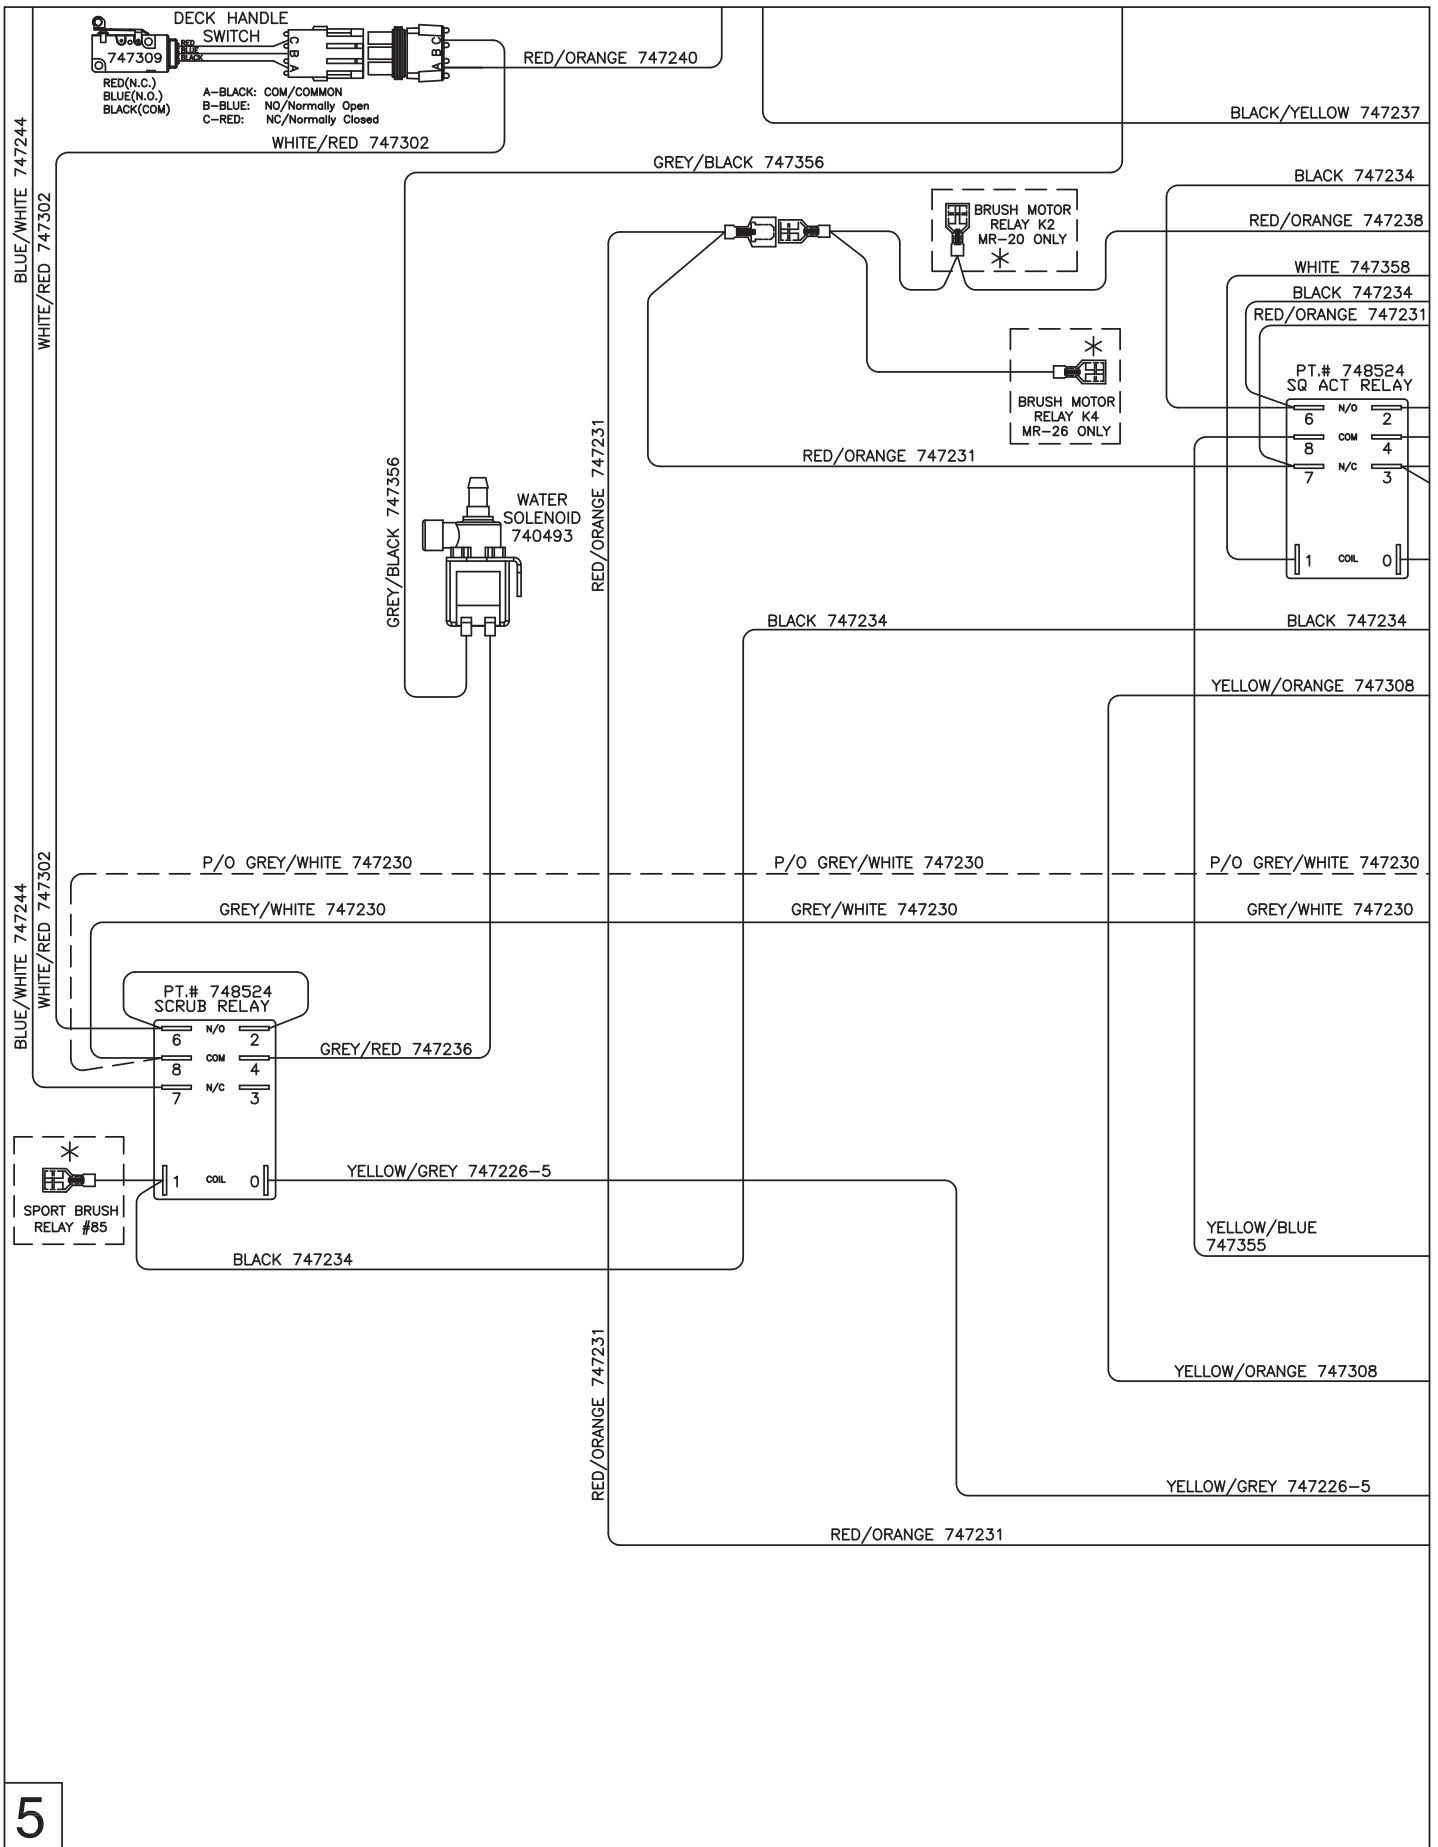 DECK HANDLE
SWITCH
747309
RED
BLUE
BLACK
C
B
A
C
B
A
RED(N.C.)
BLUE(N.O.)
BLACK(COM)
A-BLACK: COM/COMMON
B-BLUE: NO/Normally Open
C-RED: NC/Normally Closed
RED/ORANGE 747240
BLACK/YELLOW 747237
WHITE/RED 747302
GREY/BLACK 747356
BLACK 747234
BLUE/WHITE 747244
WHITE/RED 747302
BRUSH MOTOR
RELAY K2
MR-20 ONLY
*
RED/ORANGE 747238
WHITE 747358
BLACK 747234
RED/ORANGE 747231
*
BRUSH MOTOR
RELAY K4
MR-26 ONLY
PT.# 748524
SQ ACT RELAY
N/O
6 2
COM
8 4
N/C
7 3
1 COIL 0
RED/ORANGE 747231
RED/ORANGE 747231
GREY/BLACK 747356
WATER
SOLENOID
740493
BLACK 747234
BLACK 747234
YELLOW/ORANGE 747308
P/O GREY/WHITE 747230
P/O GREY/WHITE 747230
P/O GREY/WHITE 747230
GREY/WHITE 747230
GREY/WHITE 747230
GREY/WHITE 747230
BLUE/WHITE 747244
WHITE/RED 747302
PT.# 748524
SCRUB RELAY
N/O
6 2
COM
8 4
N/C
7 3
1 COIL 0
GREY/RED 747236
*
SPORT BRUSH
RELAY #85
YELLOW/GREY 747226-5
BLACK 747234
YELLOW/BLUE
747355
RED/ORANGE 747231
YELLOW/ORANGE 747308
YELLOW/GREY 747226-5
RED/ORANGE 747231
5